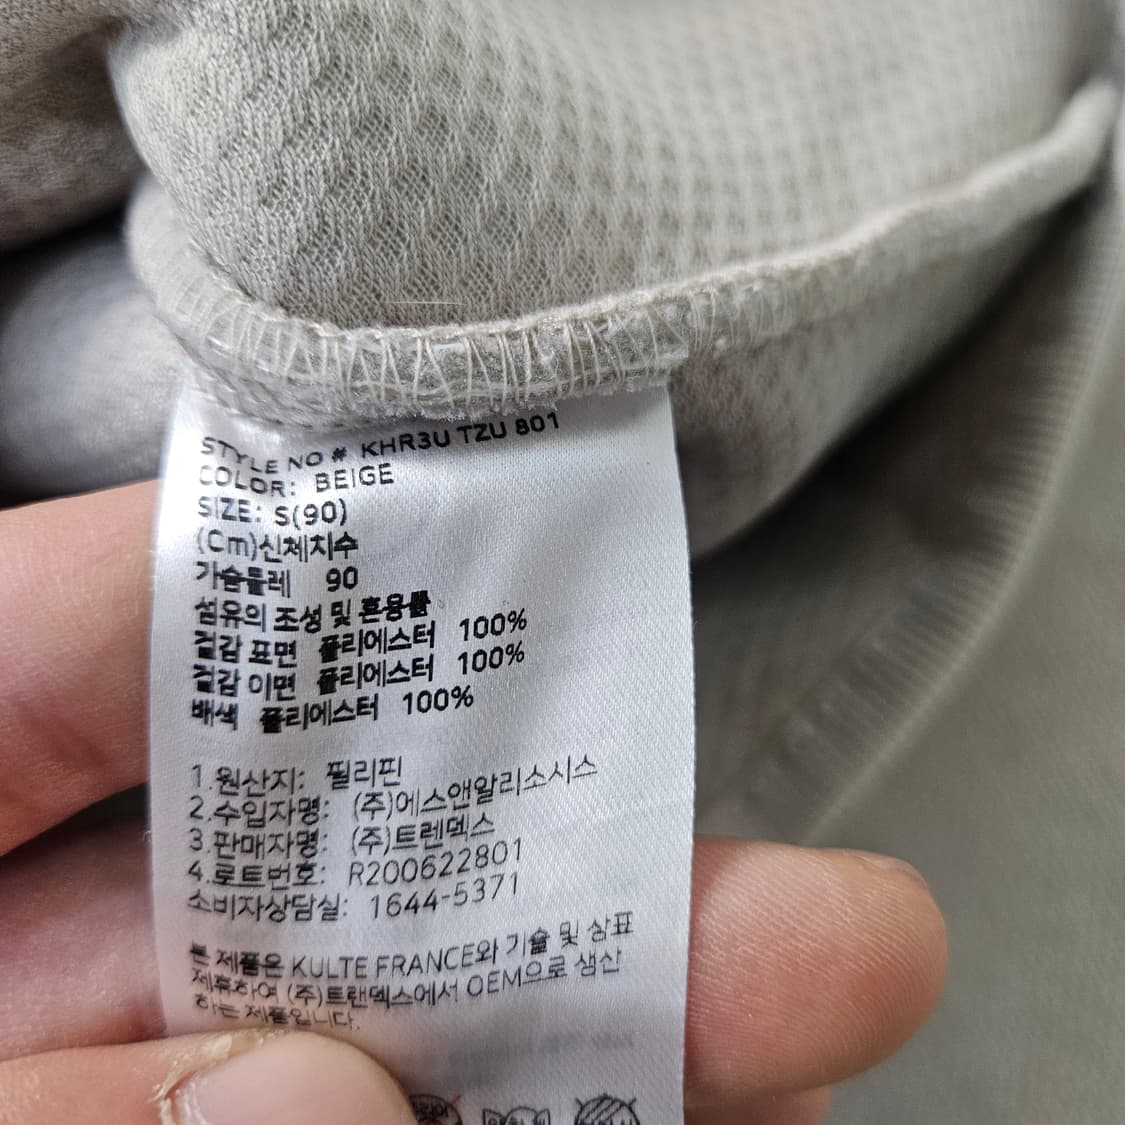 STYLE NO # KHR3U TZU 801
COLOR: BEIGE
SIZE: S(90)
(Cm)신체치수
가슴둘레 90
섬유의 조성 및 혼용률
겉감 표면 폴리에스터 100%
겉감 이면 폴리에스터 100%
배색 폴리에스터 100%
1.원산지: 필리핀
2.수입자명: (주)에스앤알리소시스
3.판매자명: (주)트렌덱스
4.로트번호: R200622801
소비자상담실: 1644-5371
본 제품은 KULTE FRANCE와 기술 및 상표
제휴하여 (주)트랜덱스에서 OEM으로 생산
하는 제품입니다.